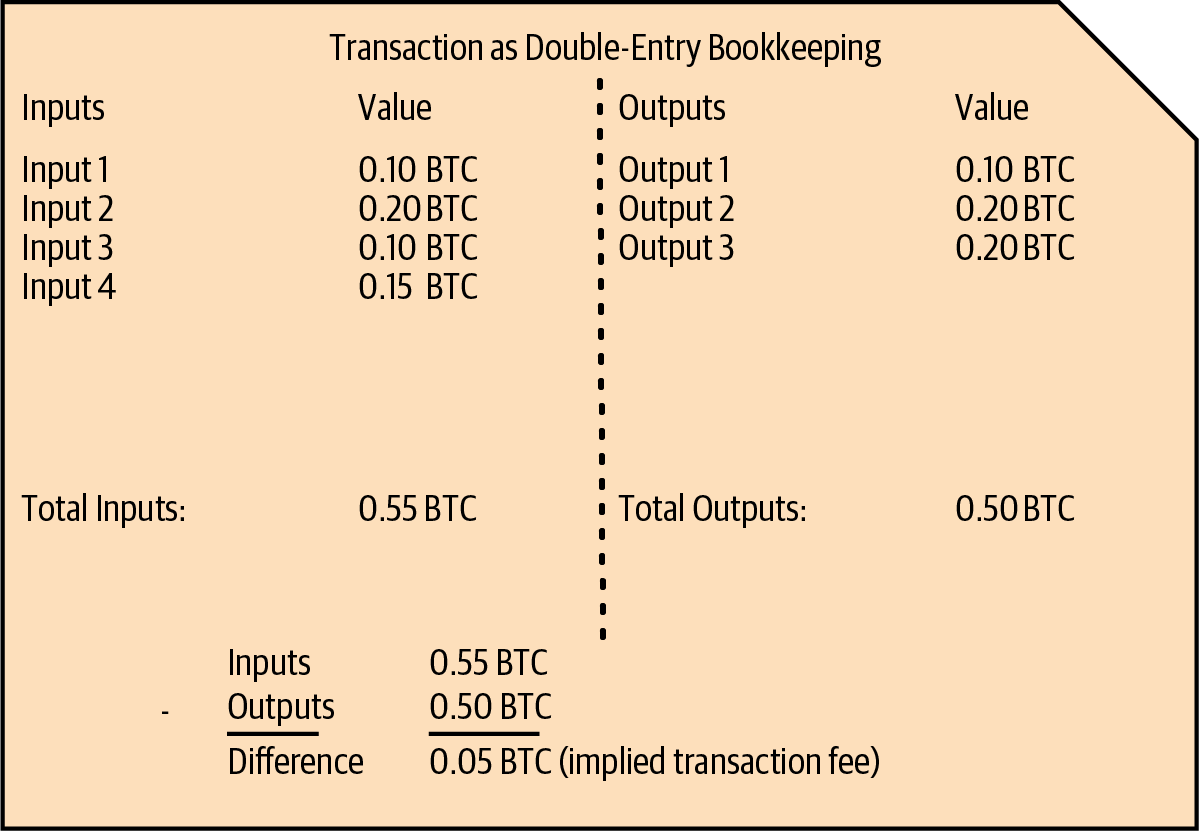 Transaction as Double-Entry Bookkeeping
Inputs Value Outputs Value
Input 1 0.10 BTC Output 1 0.10 BTC
Input 2 0.20 BTC Output 2 0.20 BTC
Input 3 0.10 BTC Output 3 0.20 BTC
Input 4 0.15 BTC
Total Inputs: 0.55 BTC Total Outputs: 0.50 BTC
Inputs 0.55 BTC
- Outputs 0.50 BTC
Difference 0.05 BTC (implied transaction fee)